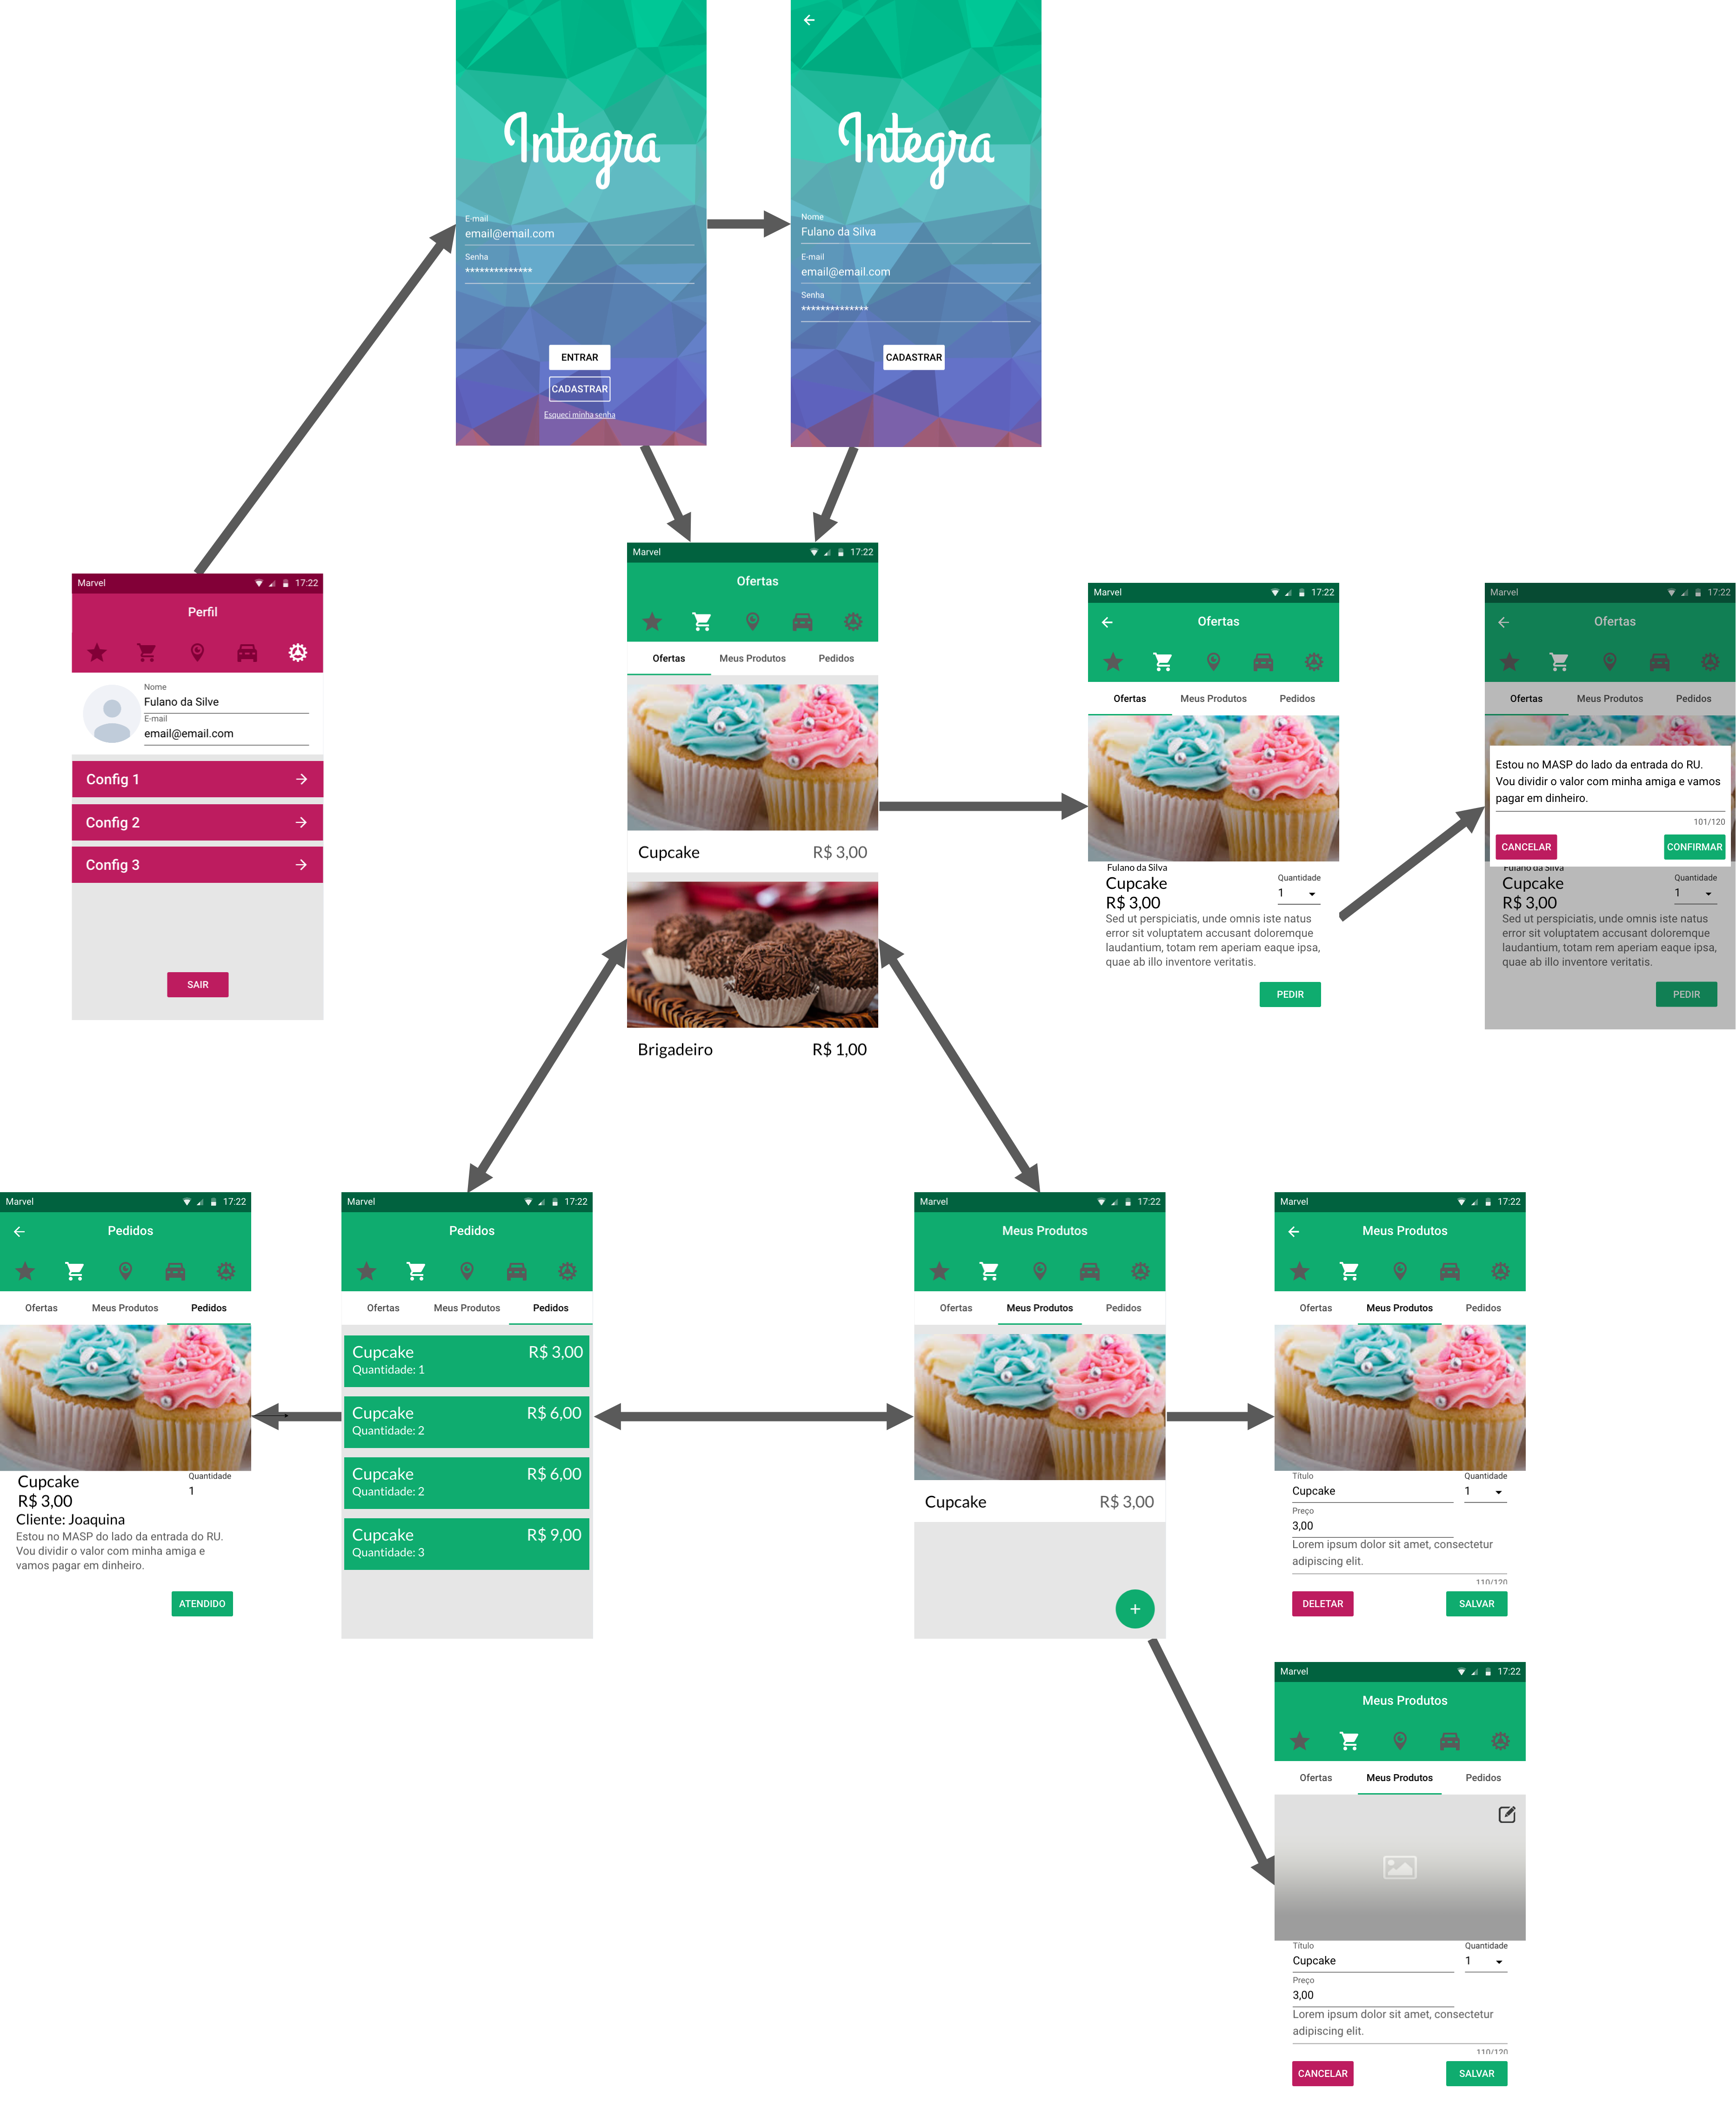 Integra
E-mail
email@email.com
Senha
**************
ENTRAR
CADASTRAR
Esqueci minha senha
Integra
Nome
Fulano da Silva
E-mail
email@email.com
Senha
**************
CADASTRAR
Marvel 17:22
Perfil
Nome
Fulano da Silve
E-mail
email@email.com
Config 1
Config 2
Config 3
SAIR
Marvel 17:22
Ofertas
Ofertas Meus Produtos Pedidos
Cupcake R$ 3,00
Brigadeiro R$ 1,00
Marvel 17:22
Ofertas
Ofertas Meus Produtos Pedidos
Fulano da Silva
Cupcake
Quantidade
R$ 3,00
1
Sed ut perspiciatis, unde omnis iste natus
error sit voluptatem accusant doloremque
laudantium, totam rem aperiam eaque ipsa,
quae ab illo inventore veritatis.
PEDIR
Marvel 17:22
Ofertas
Ofertas Meus Produtos Pedidos
Estou no MASP do lado da entrada do RU.
Vou dividir o valor com minha amiga e vamos
pagar em dinheiro.
101/120
CANCELAR CONFIRMAR
Fulano da Silva
Cupcake
Quantidade
R$ 3,00
1
Sed ut perspiciatis, unde omnis iste natus
error sit voluptatem accusant doloremque
laudantium, totam rem aperiam eaque ipsa,
quae ab illo inventore veritatis.
PEDIR
Marvel 17:22
Pedidos
Ofertas Meus Produtos Pedidos
Cupcake
Quantidade
R$ 3,00
1
Cliente: Joaquina
Estou no MASP do lado da entrada do RU.
Vou dividir o valor com minha amiga e
vamos pagar em dinheiro.
ATENDIDO
Marvel 17:22
Pedidos
Ofertas Meus Produtos Pedidos
Cupcake R$ 3,00
Quantidade: 1
Cupcake R$ 6,00
Quantidade: 2
Cupcake R$ 6,00
Quantidade: 2
Cupcake R$ 9,00
Quantidade: 3
Marvel 17:22
Meus Produtos
Ofertas Meus Produtos Pedidos
Cupcake R$ 3,00
+
Marvel 17:22
Meus Produtos
Ofertas Meus Produtos Pedidos
Título Quantidade
Cupcake 1
Preço
3,00
Lorem ipsum dolor sit amet, consectetur
adipiscing elit.
110/120
DELETAR SALVAR
Marvel 17:22
Meus Produtos
Ofertas Meus Produtos Pedidos
Título Quantidade
Cupcake 1
Preço
3,00
Lorem ipsum dolor sit amet, consectetur
adipiscing elit.
110/120
CANCELAR SALVAR